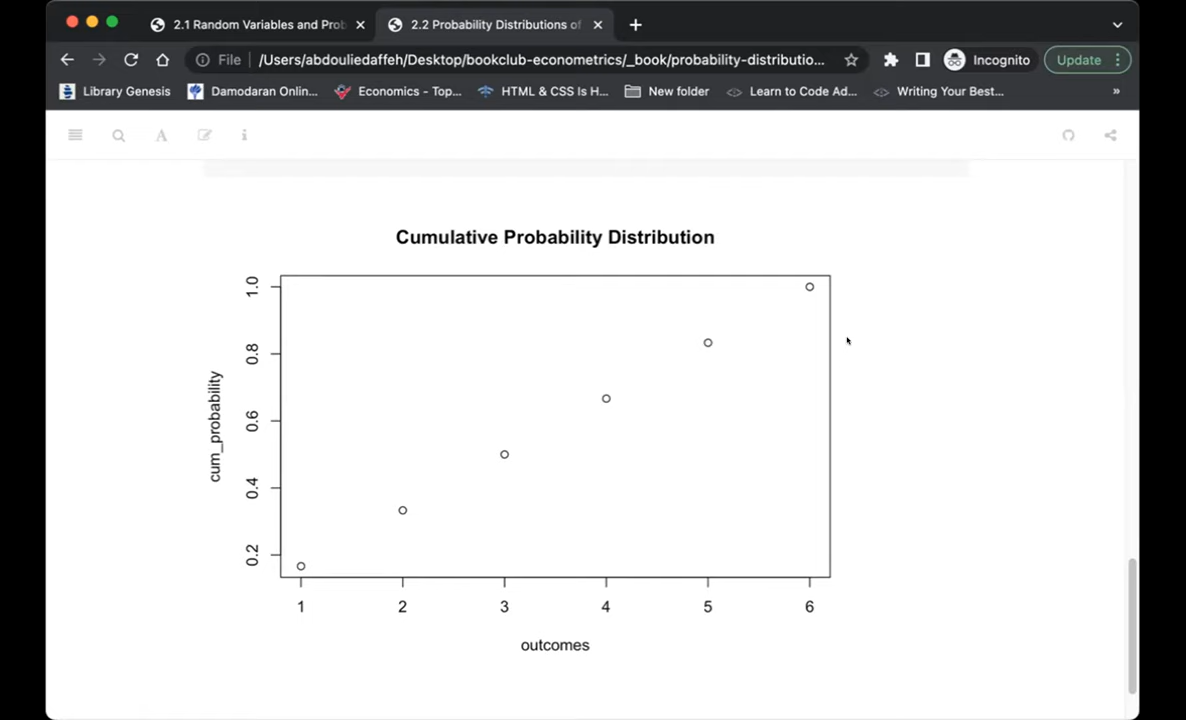 2.1 Random Variables and Prob
2.2 Probability Distributions of
File
/Users/abdouliedaffeh/Desktop/bookclub-econometrics/_book/probability-distributio...
Incognito
Update
Library Genesis
Damodaran Onlin...
Economics - Top...
HTML & CSS Is H...
New folder
Learn to Code Ad...
Writing Your Best...
»
A
i
Cumulative Probability Distribution
cum_probability
1.0
0.8
0.6
0.4
0.2
1 2 3 4 5 6
outcomes